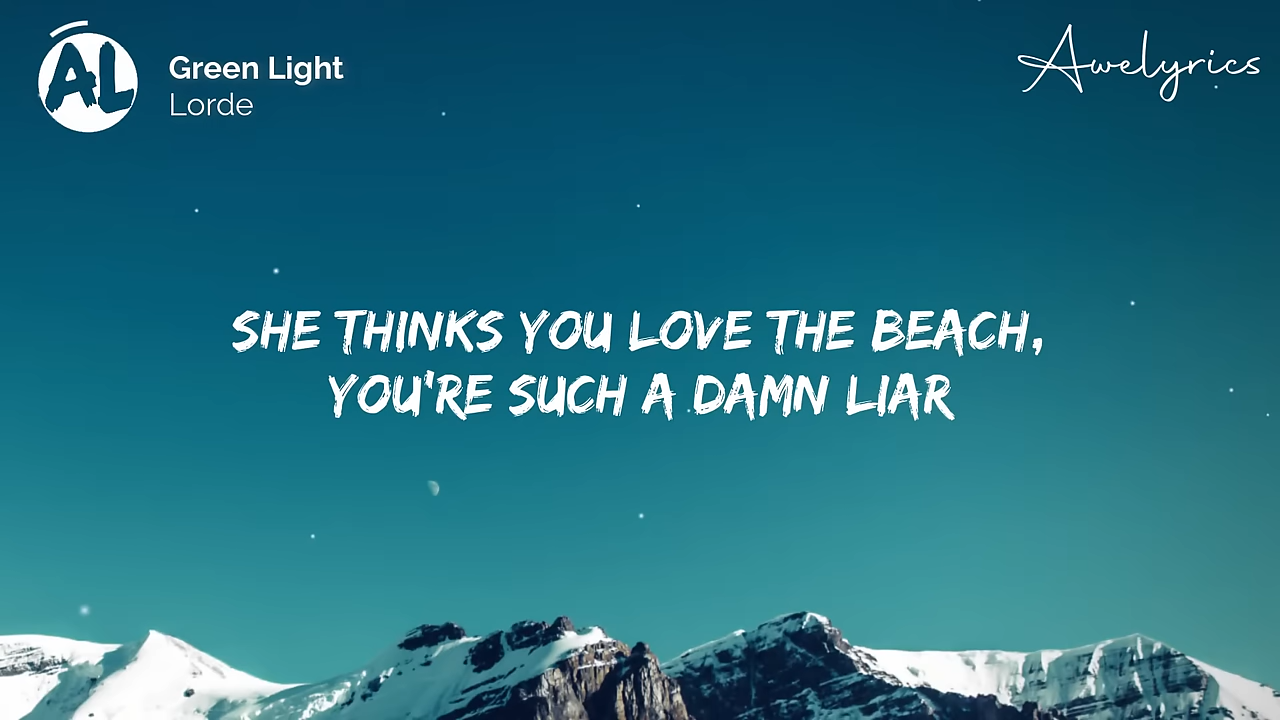 AL
Green Light
Lorde
Awelyrics
SHE THINKS YOU LOVE THE BEACH,
YOU'RE SUCH A DAMN LIAR